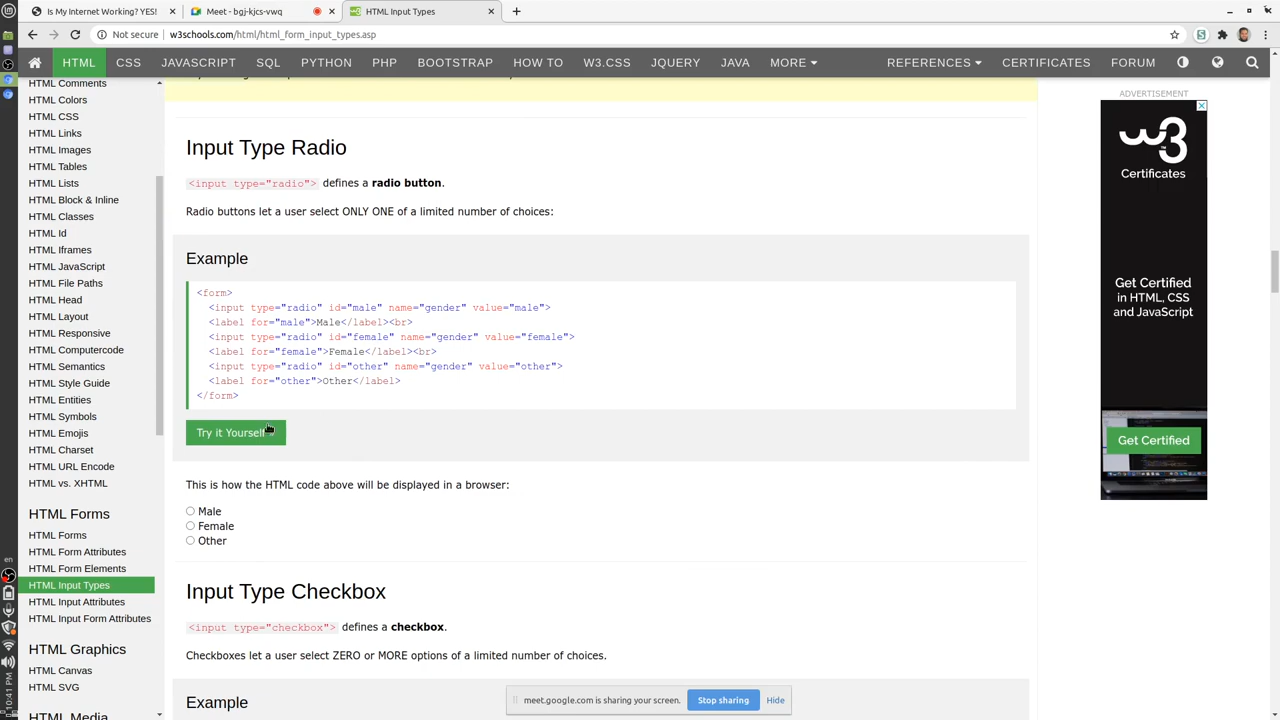 Is My Internet Working? YES!
Meet - bgj-kjcs-vwq
HTML Input Types
Not secure
w3schools.com/html/html_form_input_types.asp
HTML
CSS
JAVASCRIPT
SQL
PYTHON
PHP
BOOTSTRAP
HOW TO
W3.CSS
JQUERY
JAVA
MORE
REFERENCES
CERTIFICATES
FORUM
HTML Comments
HTML Colors
HTML CSS
HTML Links
HTML Images
HTML Tables
HTML Lists
HTML Block & Inline
HTML Classes
HTML Id
HTML Iframes
HTML JavaScript
HTML File Paths
HTML Head
HTML Layout
HTML Responsive
HTML Computercode
HTML Semantics
HTML Style Guide
HTML Entities
HTML Symbols
HTML Emojis
HTML Charset
HTML URL Encode
HTML vs. XHTML
HTML Forms
HTML Forms
HTML Form Attributes
HTML Form Elements
HTML Input Types
HTML Input Attributes
HTML Input Form Attributes
HTML Graphics
HTML Canvas
HTML SVG
HTML Media
Input Type Radio
<input type="radio"> defines a radio button.
Radio buttons let a user select ONLY ONE of a limited number of choices:
Example
<form>
<input type="radio" id="male" name="gender" value="male">
<label for="male">Male</label><br>
<input type="radio" id="female" name="gender" value="female">
<label for="female">Female</label><br>
<input type="radio" id="other" name="gender" value="other">
<label for="other">Other</label>
</form>
Try it Yourself
This is how the HTML code above will be displayed in a browser:
Male
Female
Other
Input Type Checkbox
<input type="checkbox"> defines a checkbox.
Checkboxes let a user select ZERO or MORE options of a limited number of choices.
Example
ADVERTISEMENT
w3
Certificates
Get Certified
in HTML, CSS
and JavaScript
Get Certified
meet.google.com is sharing your screen.
Stop sharing
Hide
en
10:41 PM